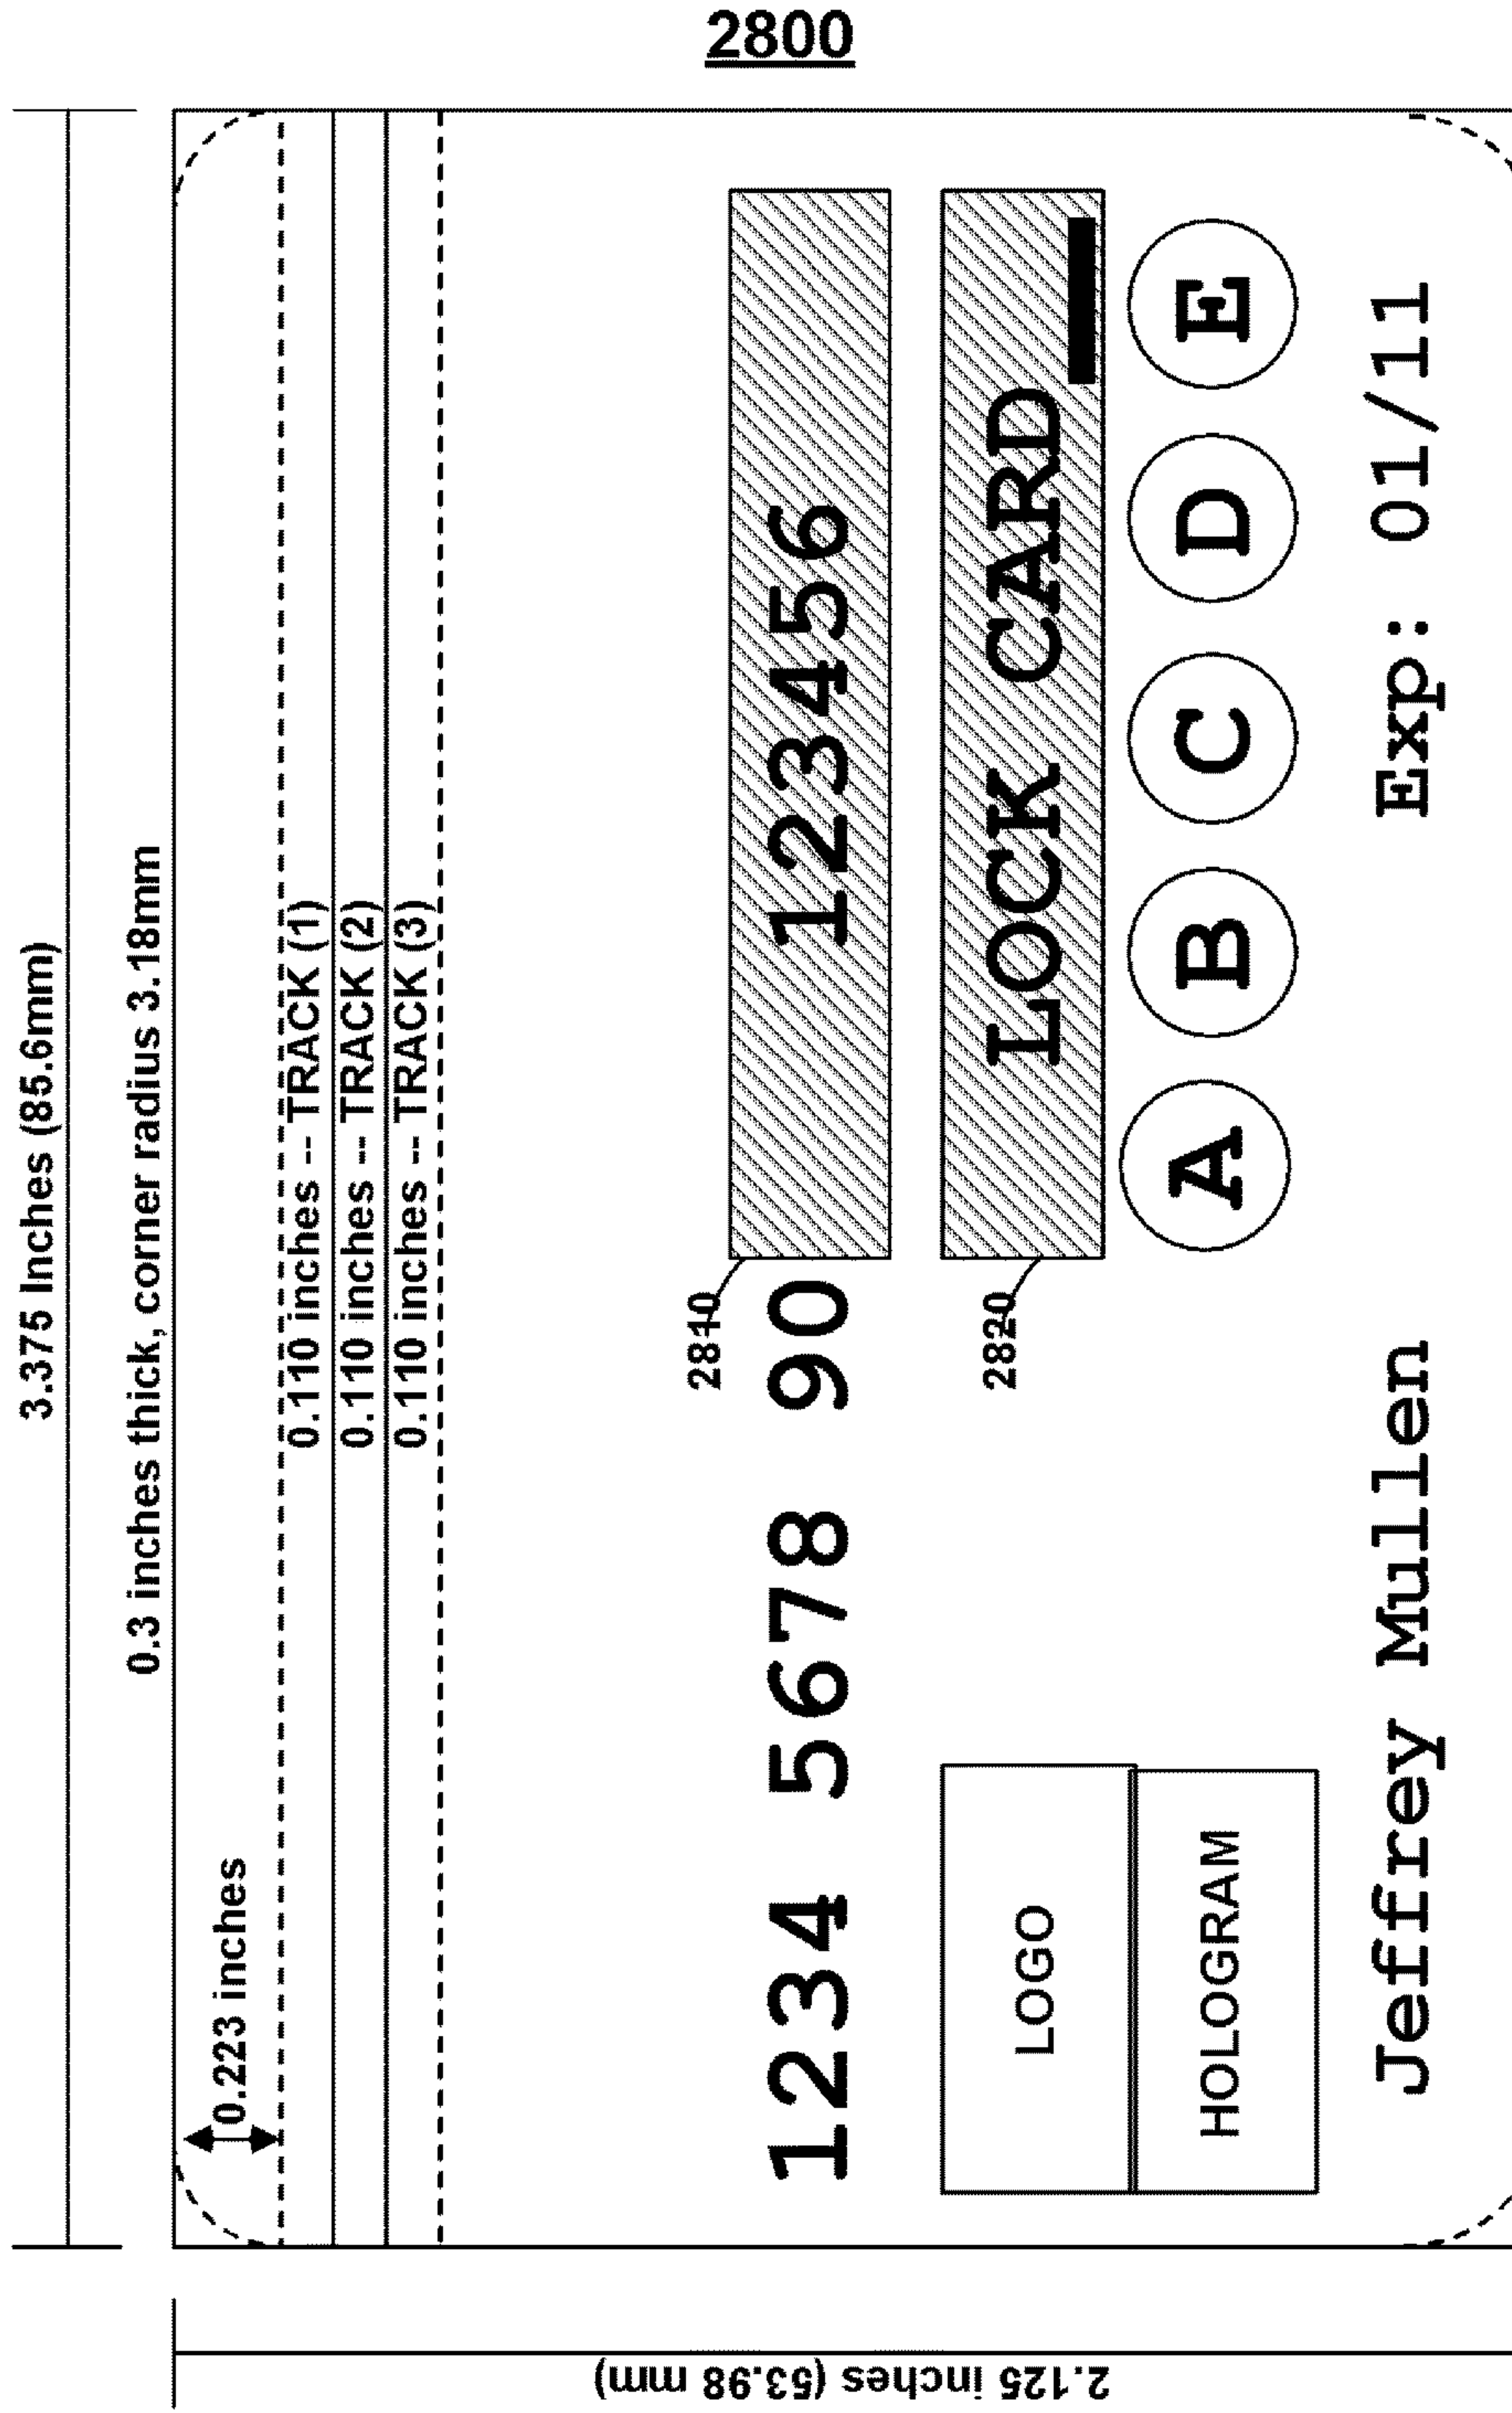 2800
3.375 Inches (85.6mm)
0.3 inches thick, corner radius 3.18mm
0.223 inches
0.110 inches -- TRACK (1)
0.110 inches -- TRACK (2)
0.110 inches -- TRACK (3)
2.125 inches (53.98 mm)
2810
1234 5678 90 123456
2820
LOGO
LOCK CARD
HOLOGRAM
A B C D E
Jeffrey Mullen Exp: 01/11